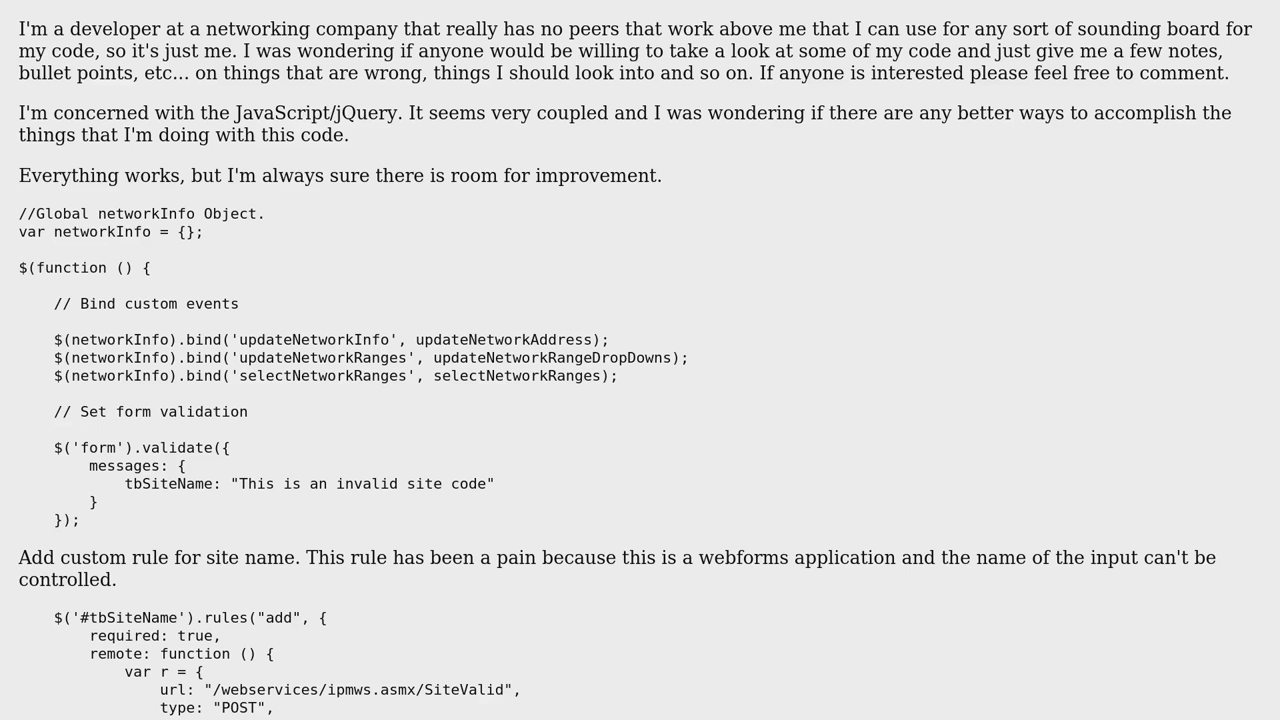 I'm a developer at a networking company that really has no peers that work above me that I can use for any sort of sounding board for
my code, so it's just me. I was wondering if anyone would be willing to take a look at some of my code and just give me a few notes,
bullet points, etc... on things that are wrong, things I should look into and so on. If anyone is interested please feel free to comment.
I'm concerned with the JavaScript/jQuery. It seems very coupled and I was wondering if there are any better ways to accomplish the
things that I'm doing with this code.
Everything works, but I'm always sure there is room for improvement.
//Global networkInfo Object.
var networkInfo = {};
$(function () {
    // Bind custom events
    $(networkInfo).bind('updateNetworkInfo', updateNetworkAddress);
    $(networkInfo).bind('updateNetworkRanges', updateNetworkRangeDropDowns);
    $(networkInfo).bind('selectNetworkRanges', selectNetworkRanges);
    // Set form validation
    $('form').validate({
        messages: {
            tbSiteName: "This is an invalid site code"
        }
    });
Add custom rule for site name. This rule has been a pain because this is a webforms application and the name of the input can't be
controlled.
    $('#tbSiteName').rules("add", {
        required: true,
        remote: function () {
            var r = {
                url: "/webservices/ipmws.asmx/SiteValid",
                type: "POST",